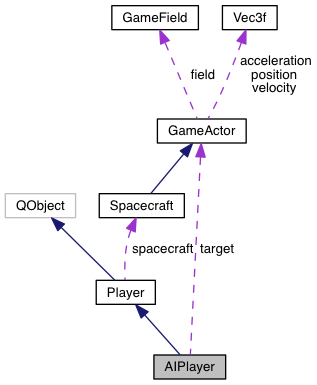 GameField
Vec3f
field
acceleration
position
velocity
GameActor
QObject
Spacecraft
spacecraft
target
Player
AIPlayer